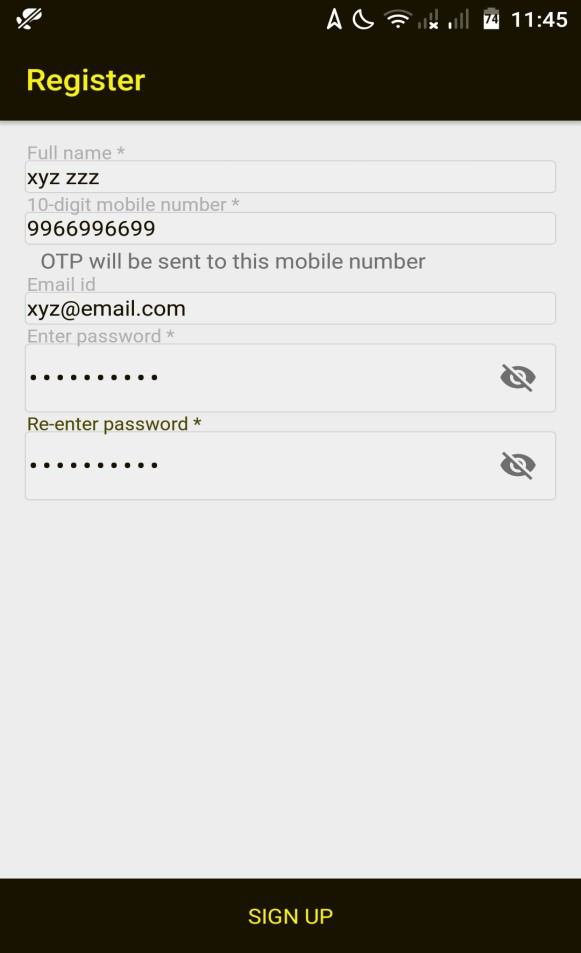 74 11:45
Register
Full name *
xyz zzz
10-digit mobile number *
9966996699
OTP will be sent to this mobile number
Email id
xyz@email.com
Enter password *
••••••••••
Re-enter password *
••••••••••
SIGN UP